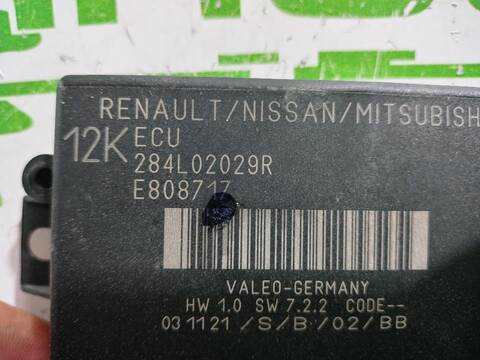 RENAULT/NISSAN/MITSUBISH
12K ECU
284L02029R
E808717
VALEO-GERMANY
HW 1.0 SW 7.2.2 CODE--
031121/S/B/02/BB